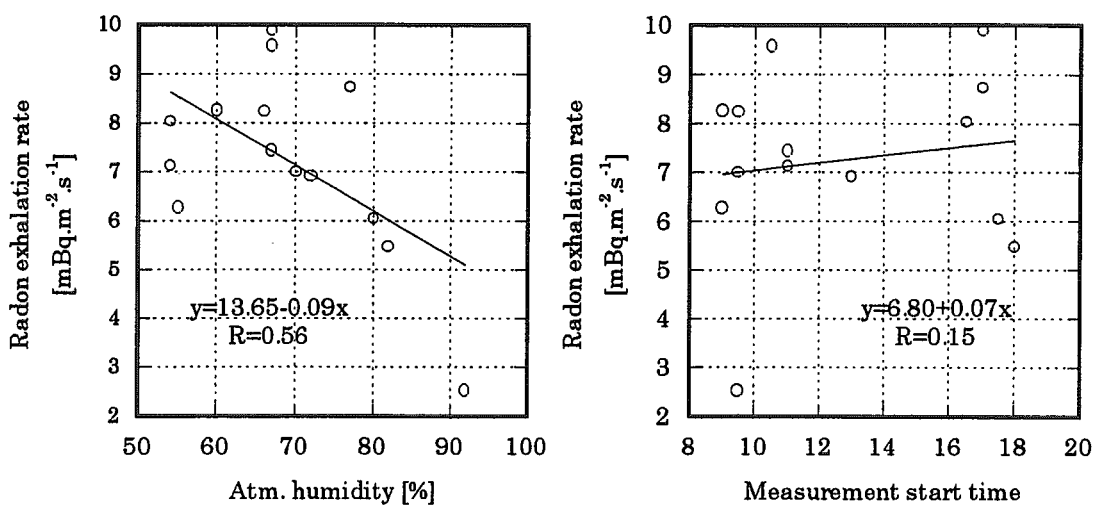 Radon exhalation rate
[mBq.m⁻².s⁻¹]
10
9
8
7
6
5
4
3
2
y=13.65-0.09x
R=0.56
50 60 70 80 90 100
Atm. humidity [%]
Radon exhalation rate
[mBq.m⁻².s⁻¹]
10
9
8
7
6
5
4
3
2
y=6.80+0.07x
R=0.15
8 10 12 14 16 18 20
Measurement start time